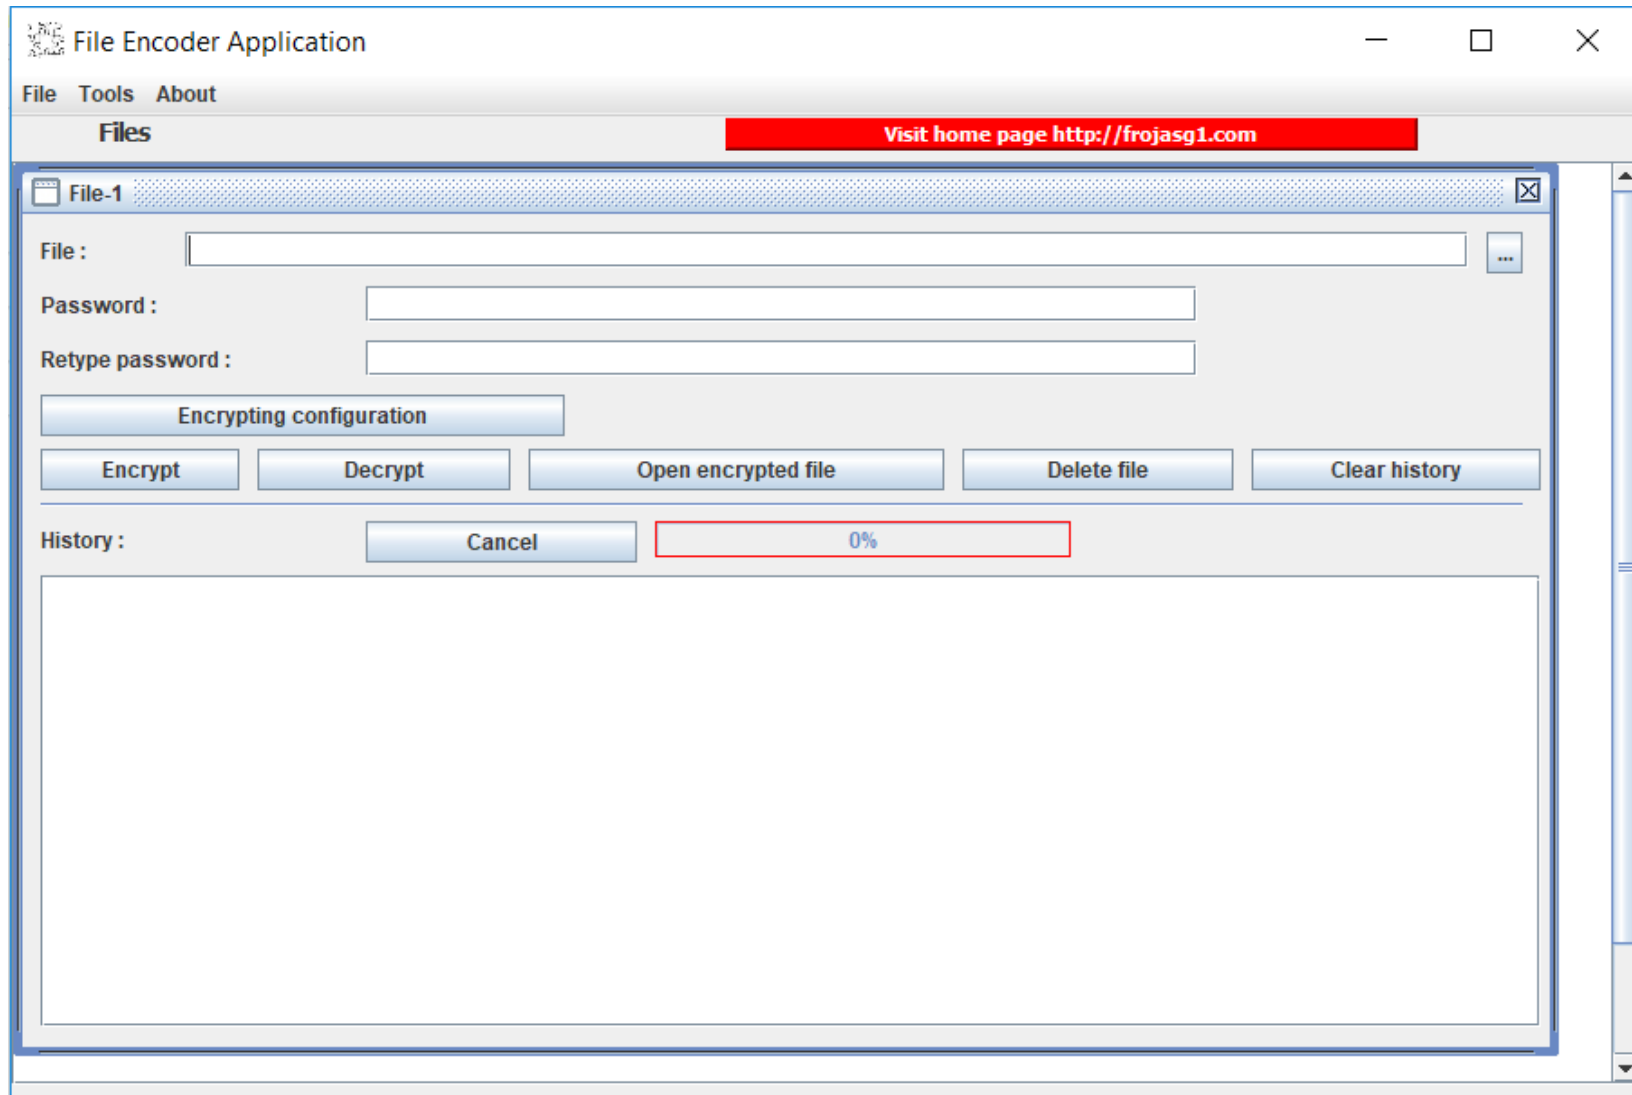 File Encoder Application
File Tools About
Files Visit home page http://frojasg1.com
File-1
File : ...
Password :
Retype password :
Encrypting configuration
Encrypt Decrypt Open encrypted file Delete file Clear history
History : Cancel 0%